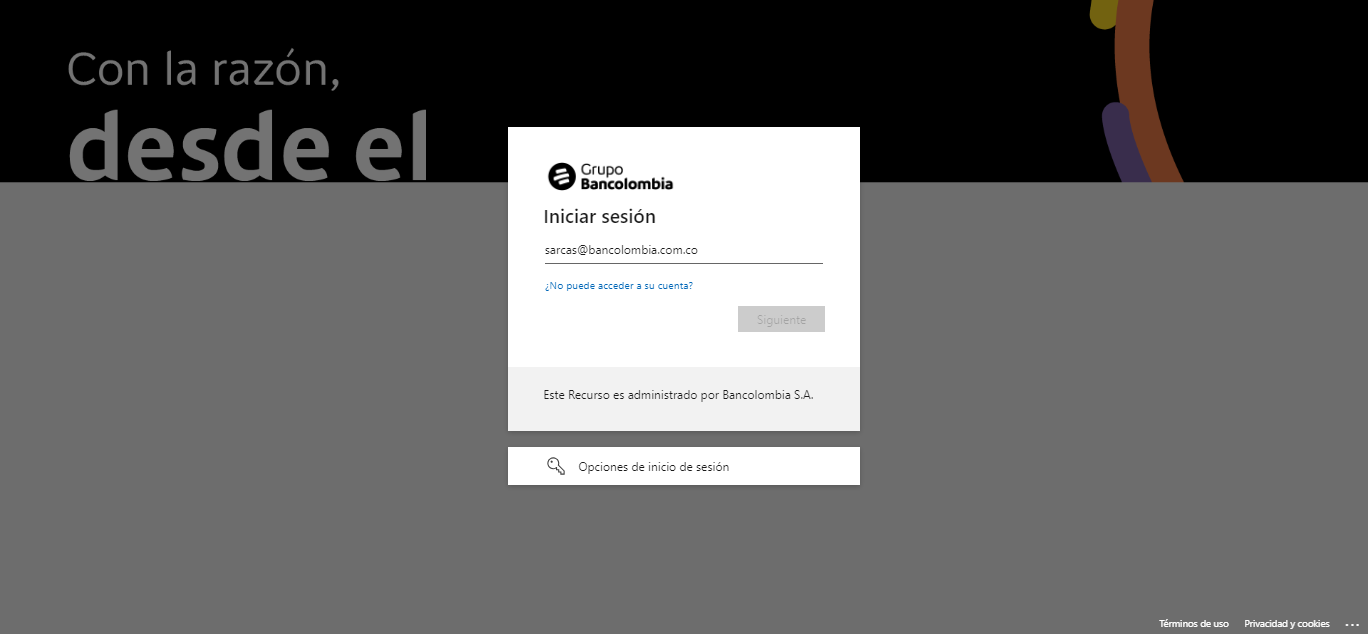 Con la razón,
desde el
Grupo
Bancolombia
Iniciar sesión
sarcas@bancolombia.com.co
¿No puede acceder a su cuenta?
Siguiente
Este Recurso es administrado por Bancolombia S.A.
Opciones de inicio de sesión
Términos de uso Privacidad y cookies ...